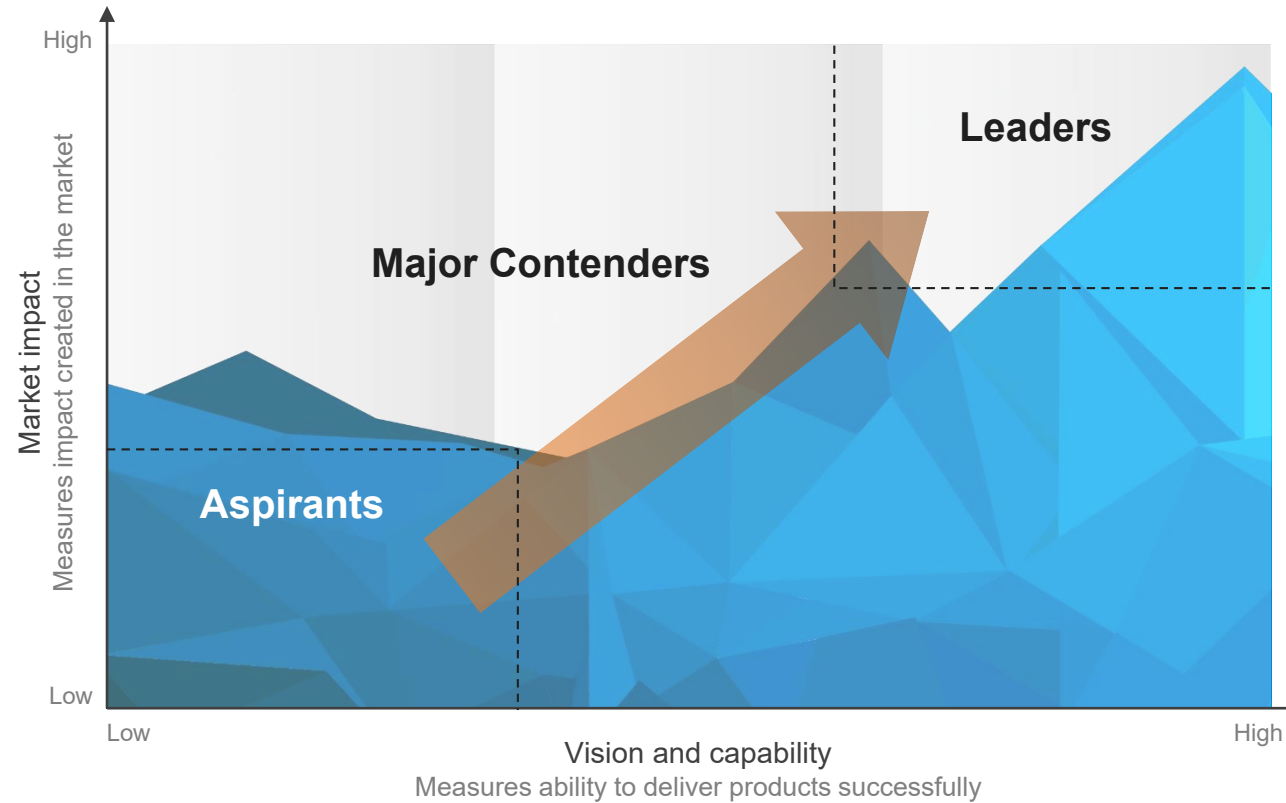 High
Leaders
Major Contenders
Market impact
Measures impact created in the market
Aspirants
Low
Low
High
Vision and capability
Measures ability to deliver products successfully